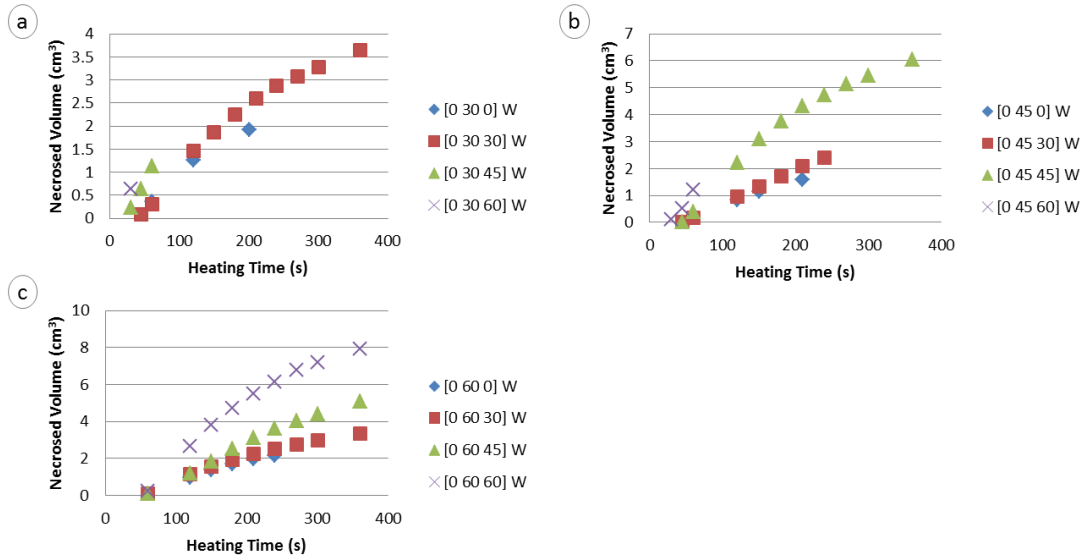 a
Necrosed Volume (cm³)
4
3.5
3
2.5
2
1.5
1
0.5
0
0 100 200 300 400
Heating Time (s)
[0 30 0] W
[0 30 30] W
[0 30 45] W
[0 30 60] W
b
Necrosed Volume (cm³)
7
6
5
4
3
2
1
0
0 100 200 300 400
Heating Time (s)
[0 45 0] W
[0 45 30] W
[0 45 45] W
[0 45 60] W
c
Necrosed Volume (cm³)
10
8
6
4
2
0
0 100 200 300 400
Heating Time (s)
[0 60 0] W
[0 60 30] W
[0 60 45] W
[0 60 60] W